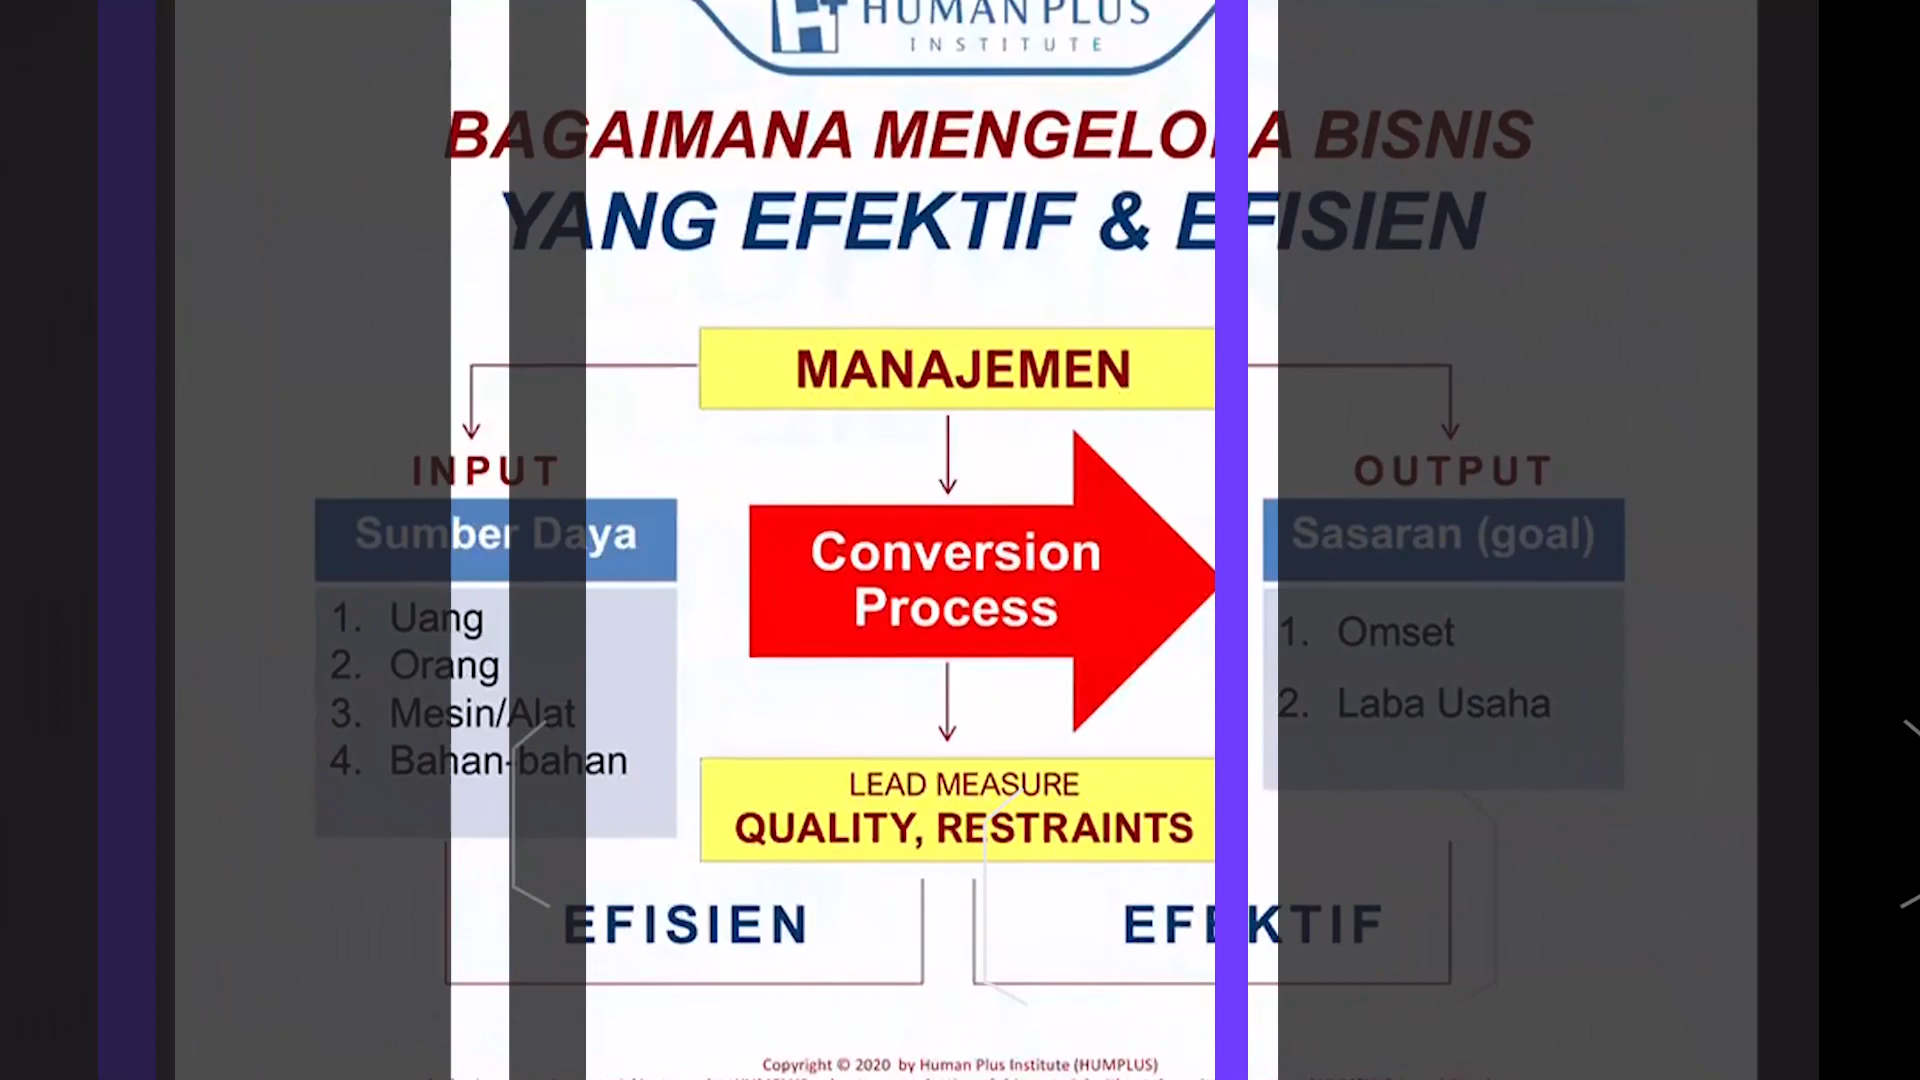 HUMAN PLUS
INSTITUTE
BAGAIMANA MENGELOLA BISNIS
YANG EFEKTIF & EFISIEN
MANAJEMEN
INPUT
Sumber Daya
1. Uang
2. Orang
3. Mesin/Alat
4. Bahan-bahan
Conversion
Process
OUTPUT
Sasaran (goal)
1. Omset
2. Laba Usaha
LEAD MEASURE
QUALITY, RESTRAINTS
EFISIEN
EFEKTIF
Copyright © 2020 by Human Plus Institute (HUMPLUS)